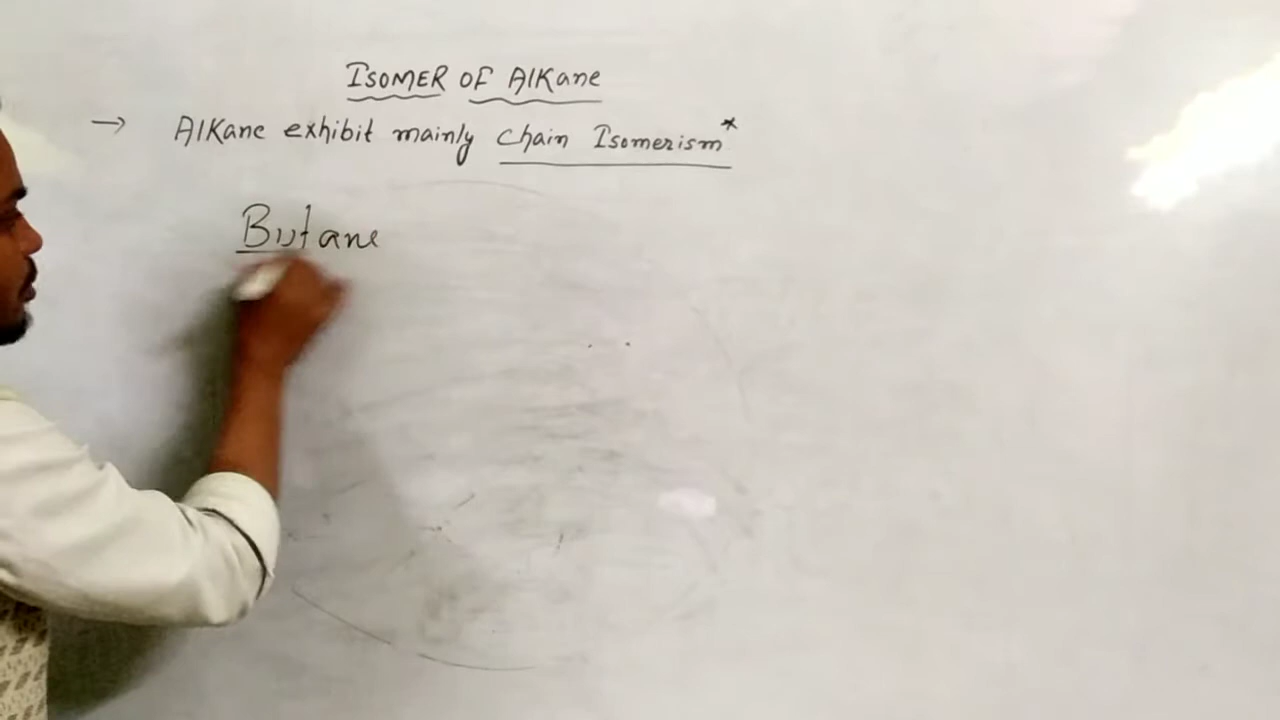 ISOMER OF Alkane
→ Alkane exhibit mainly chain Isomerism*
Butane